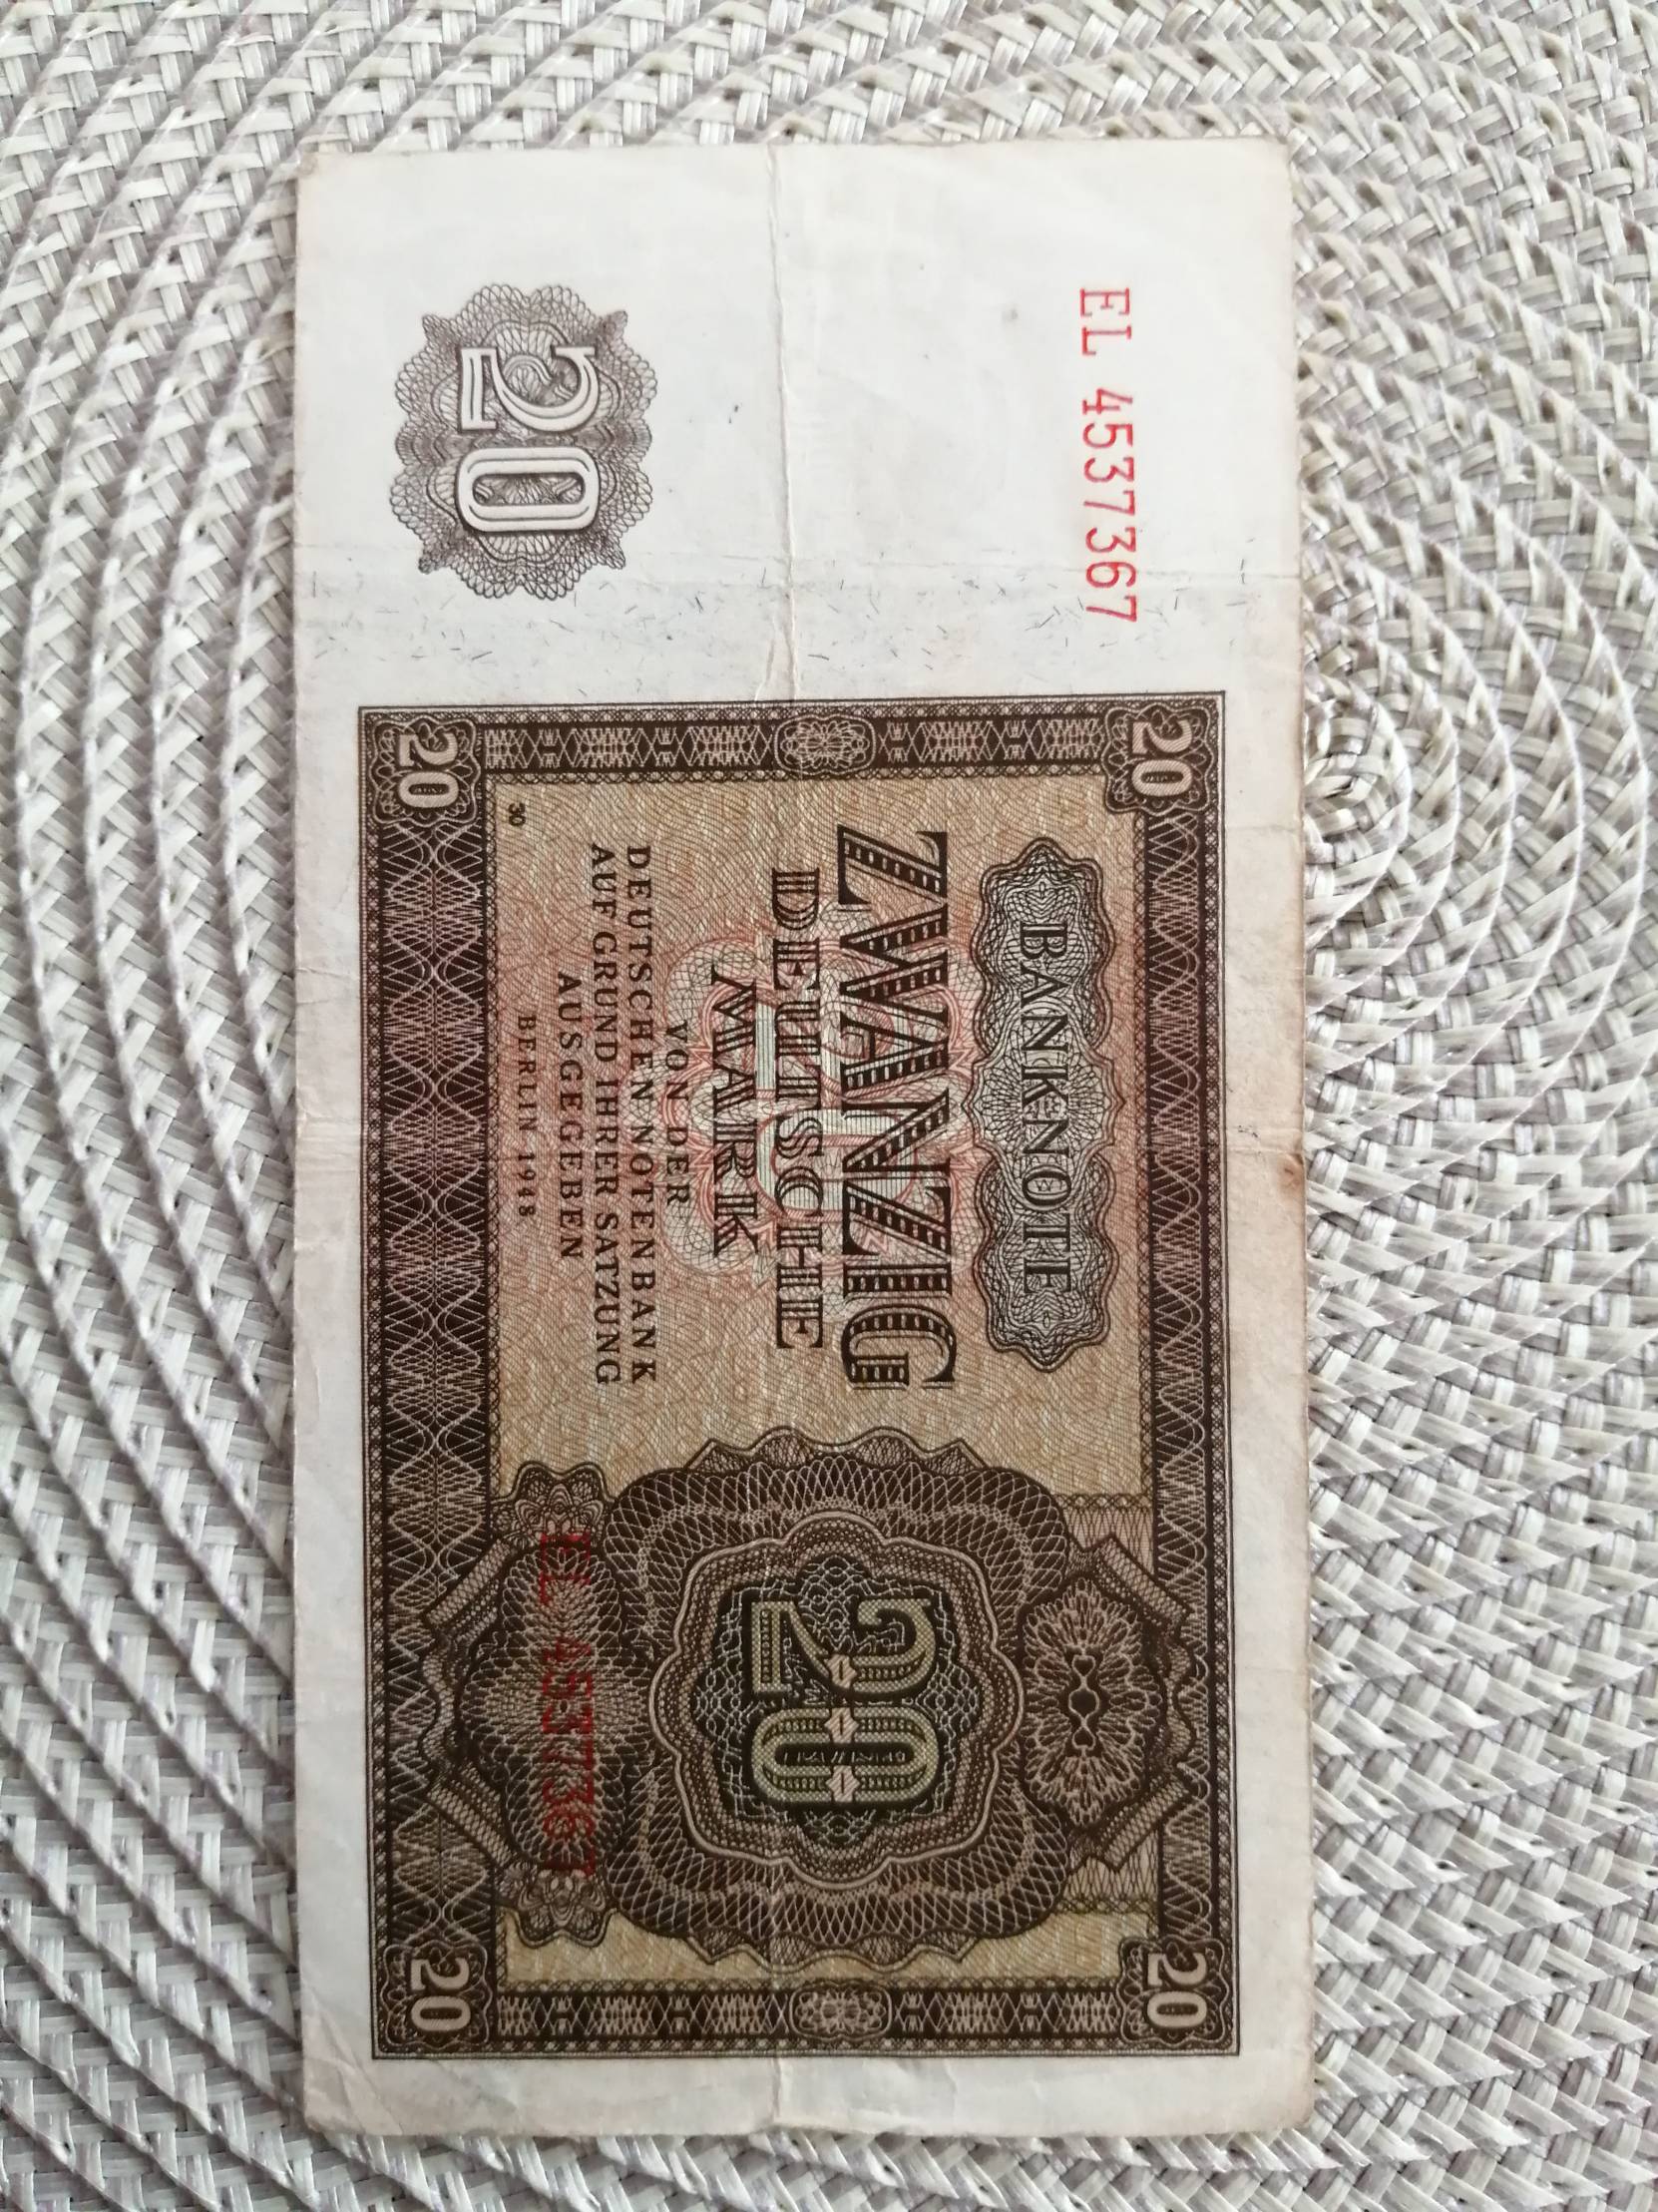 EL 4537367
20
20
20
BANKNOTE
ZWANZIG
DEUTSCHE
MARK
VON DER
DEUTSCHEN NOTENBANK
AUF GRUND IHRER SATZUNG
AUSGEGEBEN
BERLIN 1948
30
20
EL 4537367
20
20